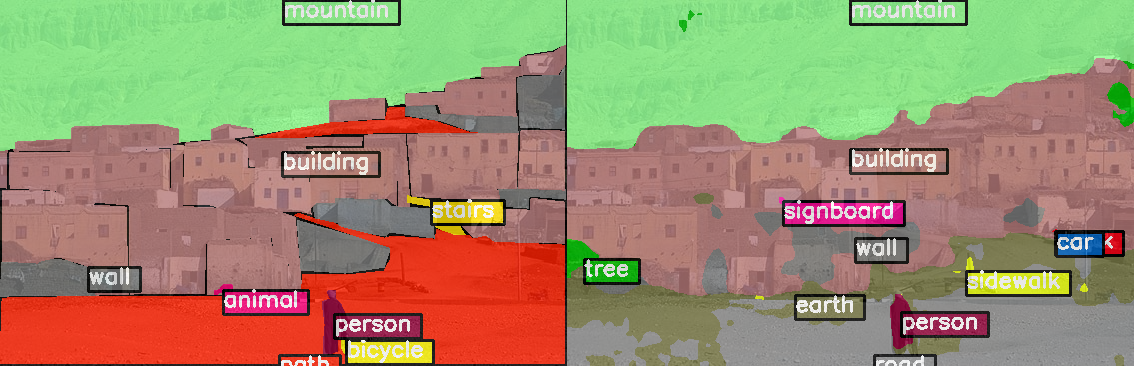 mountain
building
stairs
wall
animal
person
bicycle
path
mountain
building
signboard
wall
car
tree
sidewalk
earth
person
road